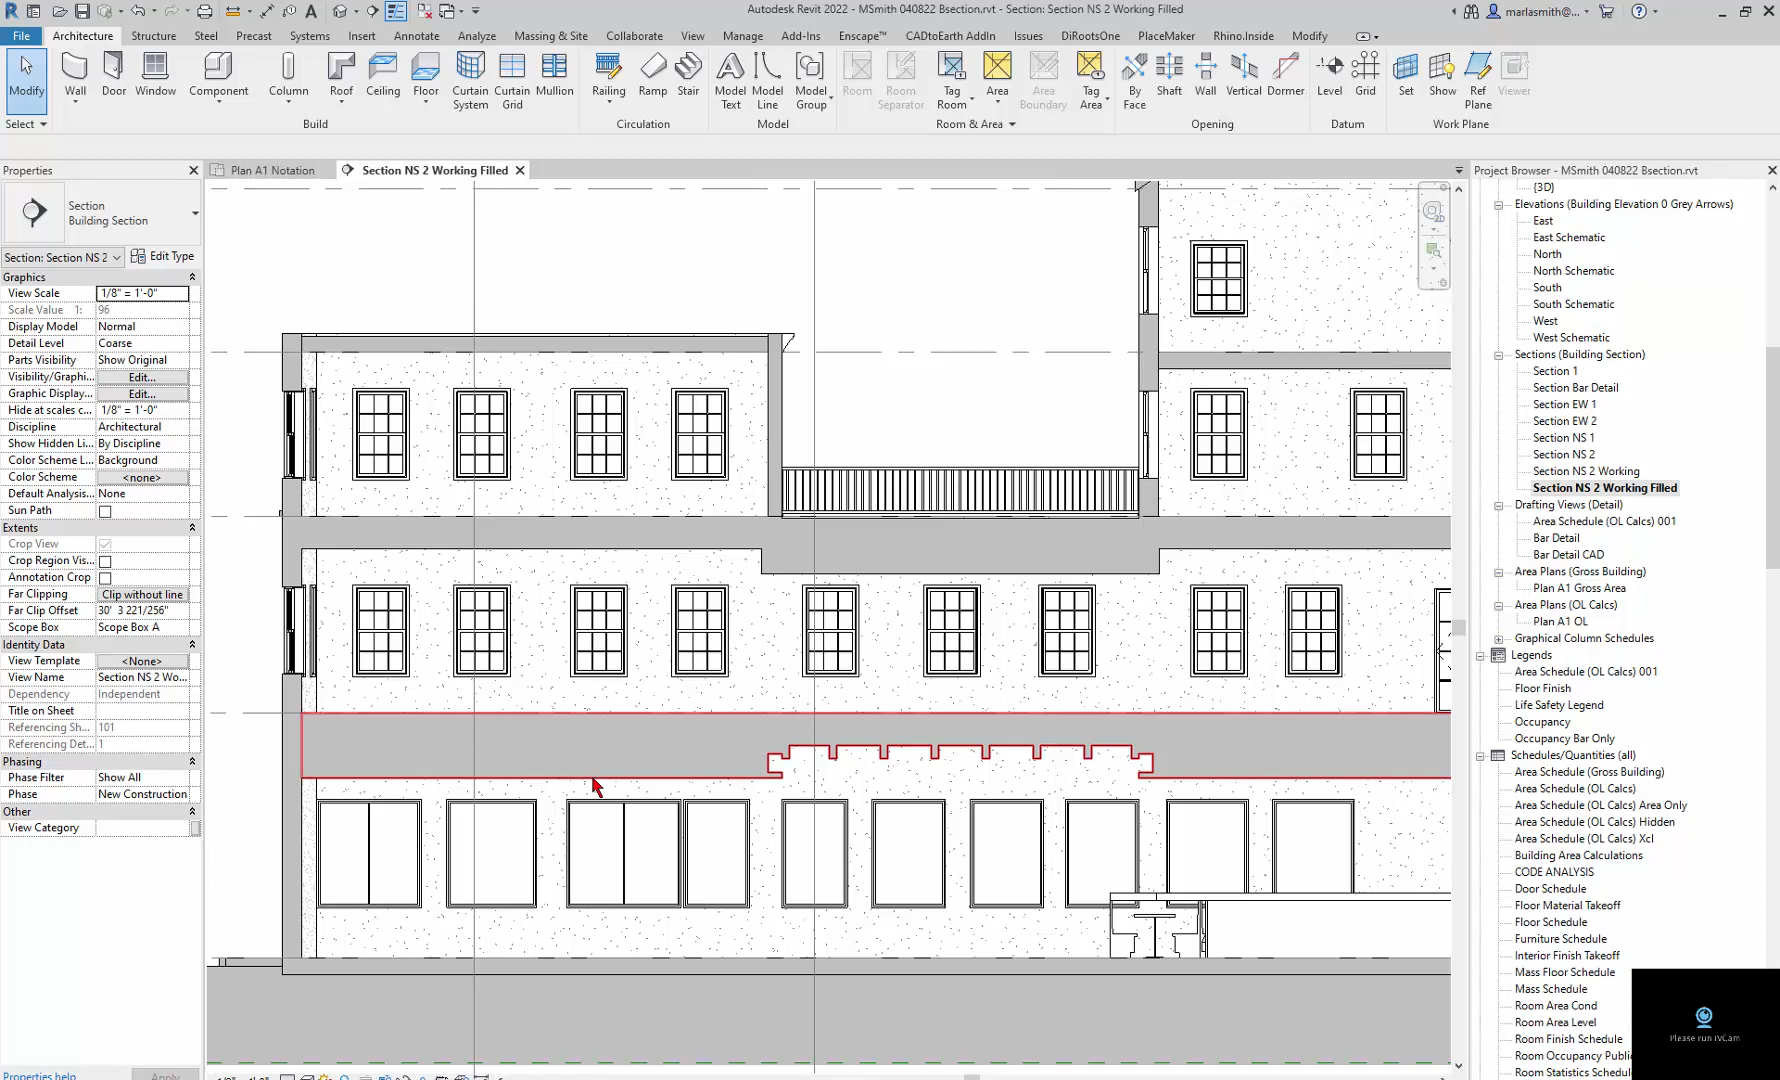 Autodesk Revit 2022 - MSmith 040822 Bsection.rvt - Section: Section NS 2 Working Filled
marlasmith@...
File Architecture Structure Steel Precast Systems Insert Annotate Analyze Massing & Site Collaborate View Manage Add-Ins Enscape™ CADtoEarth AddIn Issues DiRootsOne PlaceMaker Rhino.Inside Modify
Modify Wall Door Window Component Column Roof Ceiling Floor Curtain System Curtain Grid Mullion Railing Ramp Stair Model Text Model Line Model Group Room Room Separator Tag Room Area Area Boundary Tag Area By Face Shaft Wall Vertical Dormer Level Grid Set Show Ref Plane Viewer
Select Build Circulation Model Room & Area Opening Datum Work Plane
Properties
Plan A1 Notation
Section NS 2 Working Filled
Project Browser - MSmith 040822 Bsection.rvt
Section
Building Section
Section: Section NS 2
Edit Type
Graphics
View Scale 1/8" = 1'-0"
Scale Value 1: 96
Display Model Normal
Detail Level Coarse
Parts Visibility Show Original
Visibility/Graphi... Edit...
Graphic Display... Edit...
Hide at scales c... 1/8" = 1'-0"
Discipline Architectural
Show Hidden Li... By Discipline
Color Scheme L... Background
Color Scheme <none>
Default Analysis... None
Sun Path
Extents
Crop View
Crop Region Vis...
Annotation Crop
Far Clipping Clip without line
Far Clip Offset 30' 3 221/256"
Scope Box Scope Box A
Identity Data
View Template <None>
View Name Section NS 2 Wo...
Dependency Independent
Title on Sheet
Referencing Sh... 101
Referencing Det... 1
Phasing
Phase Filter Show All
Phase New Construction
Other
View Category
Properties help
Apply
2D
{3D}
Elevations (Building Elevation 0 Grey Arrows)
East
East Schematic
North
North Schematic
South
South Schematic
West
West Schematic
Sections (Building Section)
Section 1
Section Bar Detail
Section EW 1
Section EW 2
Section NS 1
Section NS 2
Section NS 2 Working
Section NS 2 Working Filled
Drafting Views (Detail)
Area Schedule (OL Calcs) 001
Bar Detail
Bar Detail CAD
Area Plans (Gross Building)
Plan A1 Gross Area
Area Plans (OL Calcs)
Plan A1 OL
Graphical Column Schedules
Legends
Area Schedule (OL Calcs) 001
Floor Finish
Life Safety Legend
Occupancy
Occupancy Bar Only
Schedules/Quantities (all)
Area Schedule (Gross Building)
Area Schedule (OL Calcs)
Area Schedule (OL Calcs) Area Only
Area Schedule (OL Calcs) Hidden
Area Schedule (OL Calcs) Xcl
Building Area Calculations
CODE ANALYSIS
Door Schedule
Floor Material Takeoff
Floor Schedule
Furniture Schedule
Interior Finish Takeoff
Mass Floor Schedule
Mass Schedule
Room Area Cond
Room Area Level
Room Finish Schedule
Room Occupancy Publi
Room Statistics Schedul
Please run iVCam